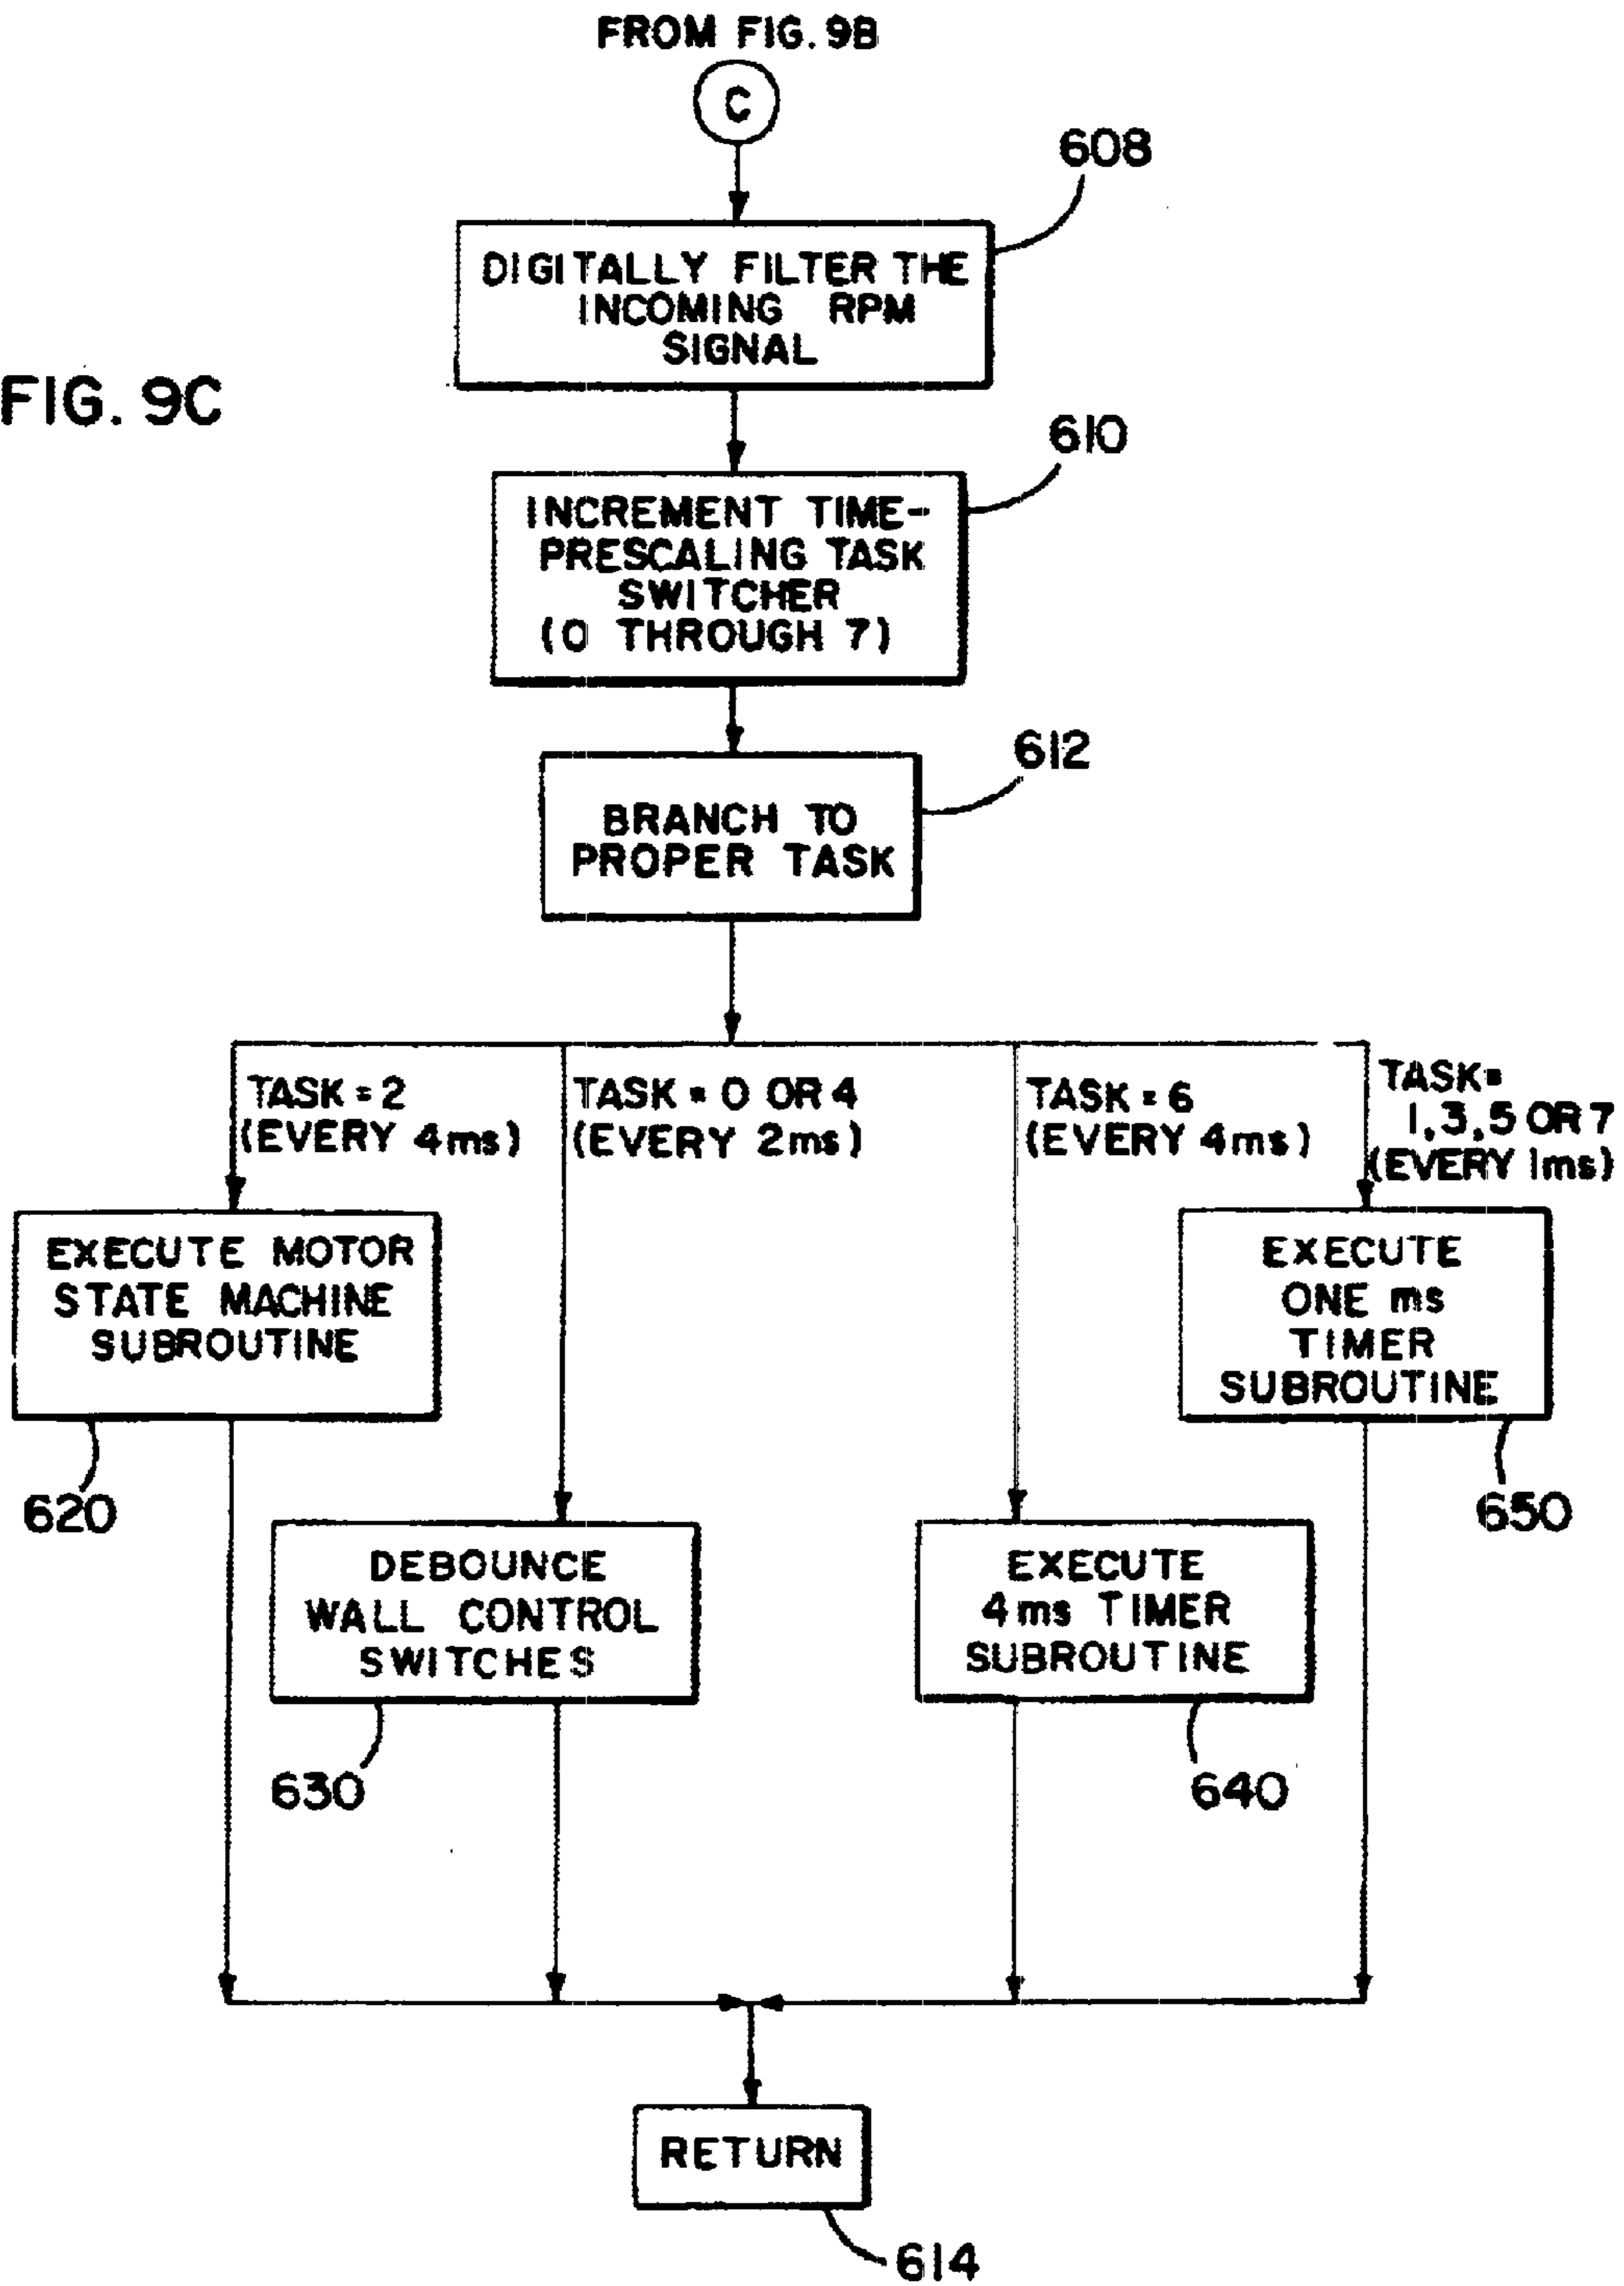 FROM FIG. 9B
C
608
DIGITALLY FILTER THE
INCOMING RPM
SIGNAL
FIG. 9C
610
INCREMENT TIME-
PRESCALING TASK
SWITCHER
(0 THROUGH 7)
612
BRANCH TO
PROPER TASK
TASK = 2
(EVERY 4ms)
TASK = 0 OR 4
(EVERY 2ms)
TASK = 6
(EVERY 4ms)
TASK=
1,3,5 OR 7
(EVERY 1ms)
EXECUTE MOTOR
STATE MACHINE
SUBROUTINE
620
EXECUTE
ONE ms
TIMER
SUBROUTINE
650
DEBOUNCE
WALL CONTROL
SWITCHES
630
EXECUTE
4ms TIMER
SUBROUTINE
640
RETURN
614